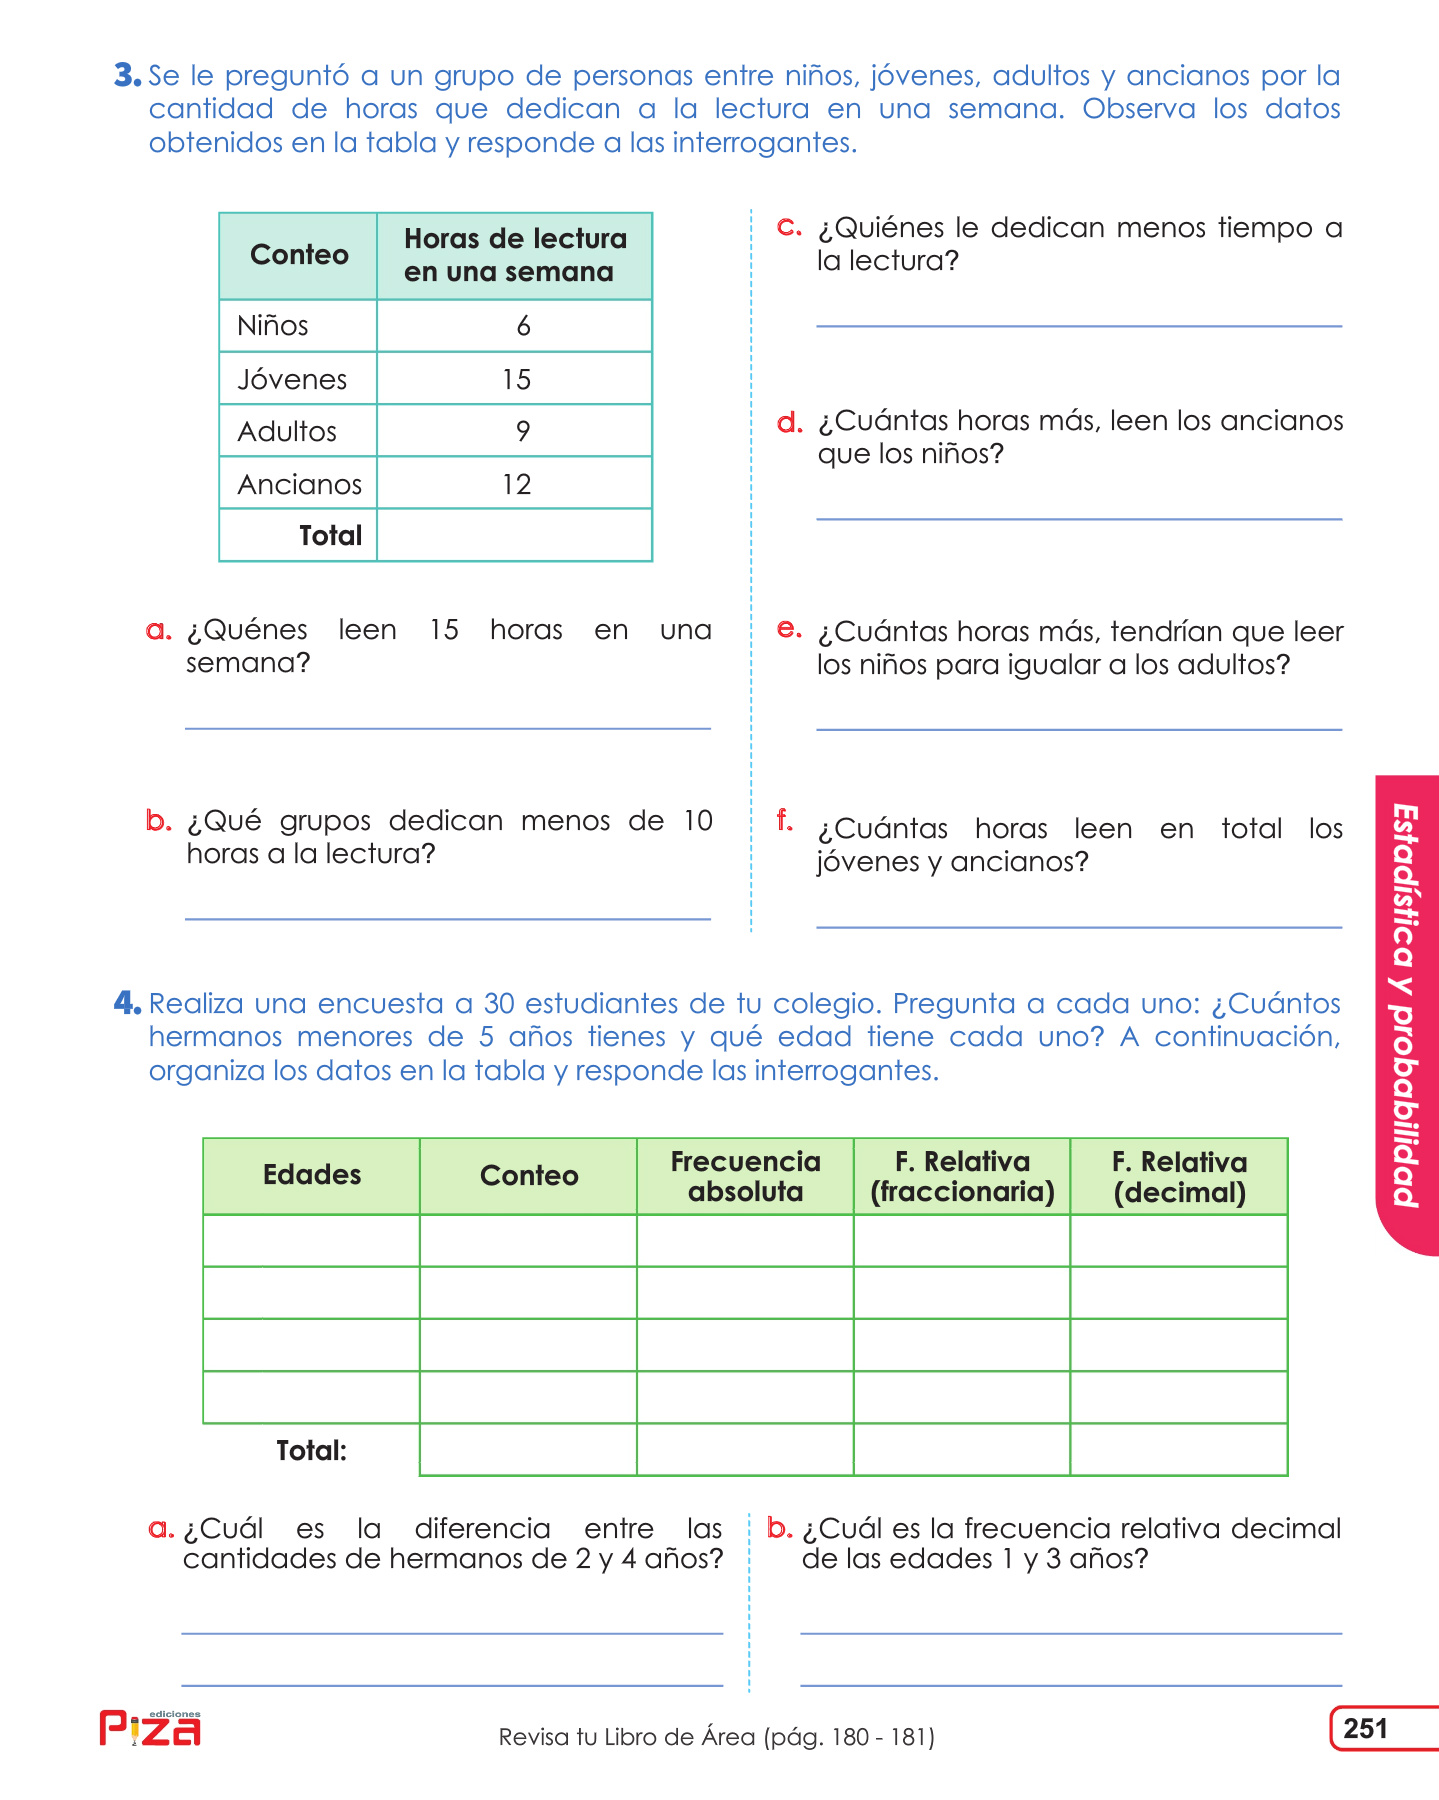 3. Se le preguntó a un grupo de personas entre niños, jóvenes, adultos y ancianos por la
cantidad de horas que dedican a la lectura en una semana. Observa los datos
obtenidos en la tabla y responde a las interrogantes.
Conteo
Horas de lectura
en una semana
Niños 6
Jóvenes 15
Adultos 9
Ancianos 12
Total
a. ¿Quénes leen 15 horas en una
semana?
b. ¿Qué grupos dedican menos de 10
horas a la lectura?
c. ¿Quiénes le dedican menos tiempo a
la lectura?
d. ¿Cuántas horas más, leen los ancianos
que los niños?
e. ¿Cuántas horas más, tendrían que leer
los niños para igualar a los adultos?
f. ¿Cuántas horas leen en total los
jóvenes y ancianos?
4. Realiza una encuesta a 30 estudiantes de tu colegio. Pregunta a cada uno: ¿Cuántos
hermanos menores de 5 años tienes y qué edad tiene cada uno? A continuación,
organiza los datos en la tabla y responde las interrogantes.
Edades
Conteo
Frecuencia
absoluta
F. Relativa
(fraccionaria)
F. Relativa
(decimal)
Total:
a. ¿Cuál es la diferencia entre las
cantidades de hermanos de 2 y 4 años?
b. ¿Cuál es la frecuencia relativa decimal
de las edades 1 y 3 años?
Estadística y probabilidad
ediciones
Piza
Revisa tu Libro de Área (pág. 180 - 181)
251